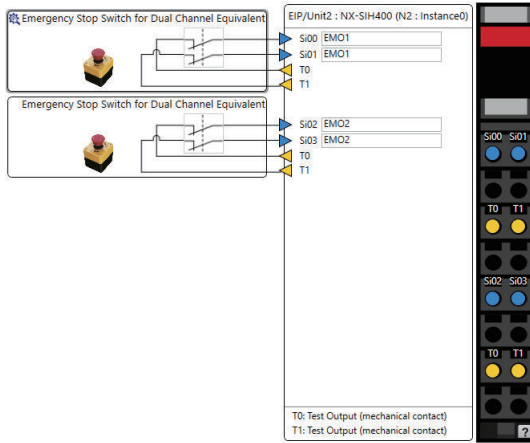 Emergency Stop Switch for Dual Channel Equivalent
EIP/Unit2 : NX-SIH400 (N2 : Instance0)
Si00 EMO1
Si01 EMO1
T0
T1
Emergency Stop Switch for Dual Channel Equivalent
Si02 EMO2
Si03 EMO2
T0
T1
T0: Test Output (mechanical contact)
T1: Test Output (mechanical contact)
Si00 Si01
T0 T1
Si02 Si03
T0 T1
?